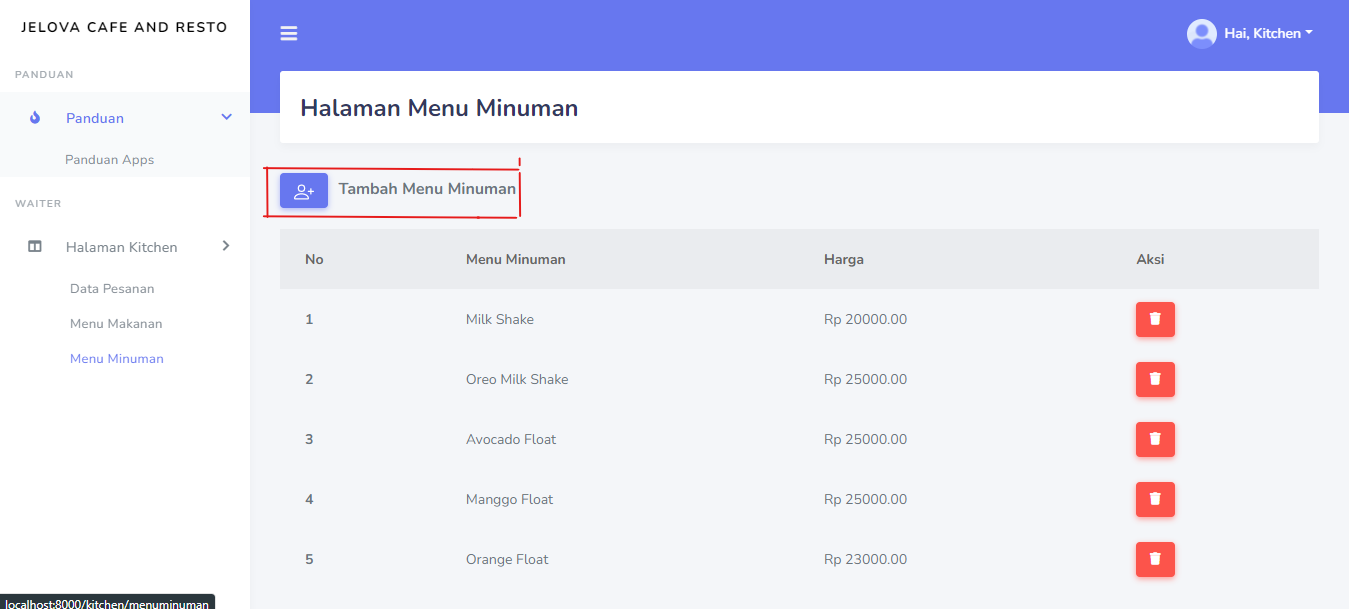 JELOVA CAFE AND RESTO
Hai, Kitchen
PANDUAN
Panduan
Panduan Apps
WAITER
Halaman Kitchen
Data Pesanan
Menu Makanan
Menu Minuman
Halaman Menu Minuman
Tambah Menu Minuman
No Menu Minuman Harga Aksi
1 Milk Shake Rp 20000.00
2 Oreo Milk Shake Rp 25000.00
3 Avocado Float Rp 25000.00
4 Manggo Float Rp 25000.00
5 Orange Float Rp 23000.00
localhost:8000/kitchen/menuminuman